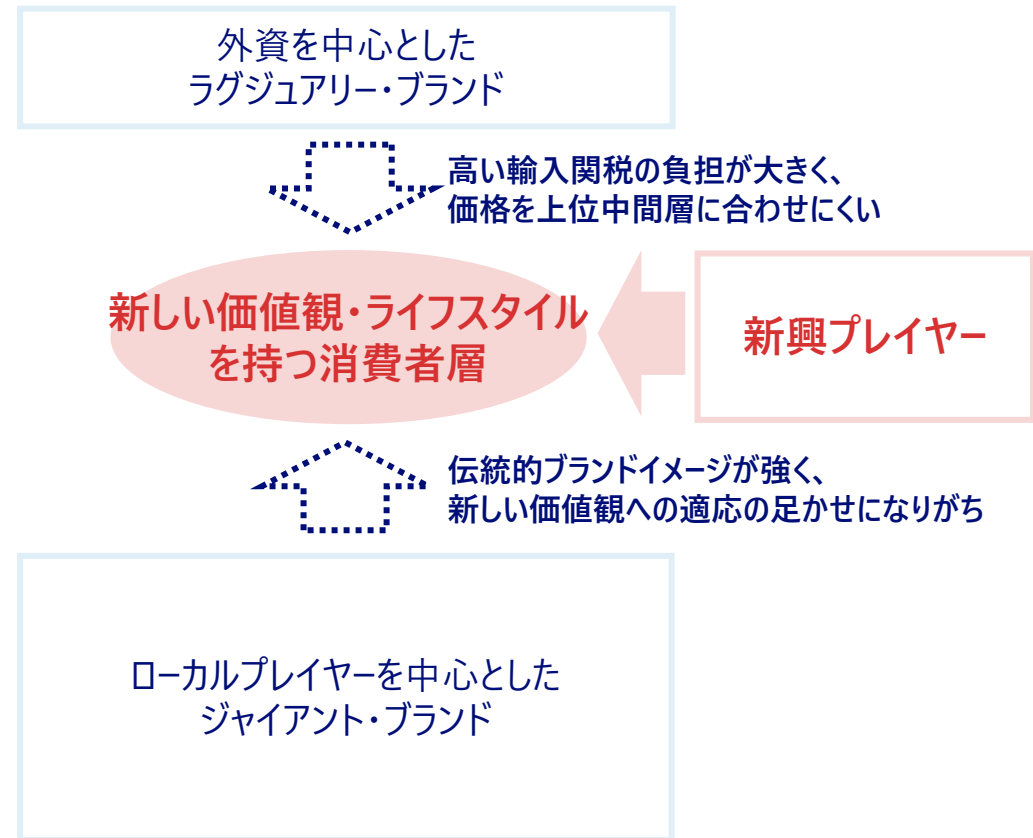 外資を中心とした
ラグジュアリー・ブランド
高い輸入関税の負担が大きく、
価格を上位中間層に合わせにくい
新しい価値観・ライフスタイル
を持つ消費者層
新興プレイヤー
伝統的ブランドイメージが強く、
新しい価値観への適応の足かせになりがち
ローカルプレイヤーを中心とした
ジャイアント・ブランド